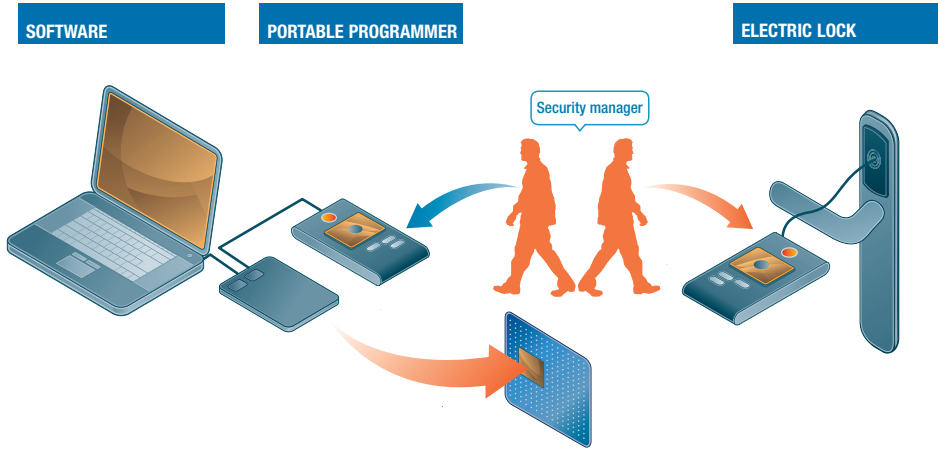 SOFTWARE
PORTABLE PROGRAMMER
ELECTRIC LOCK
Security manager